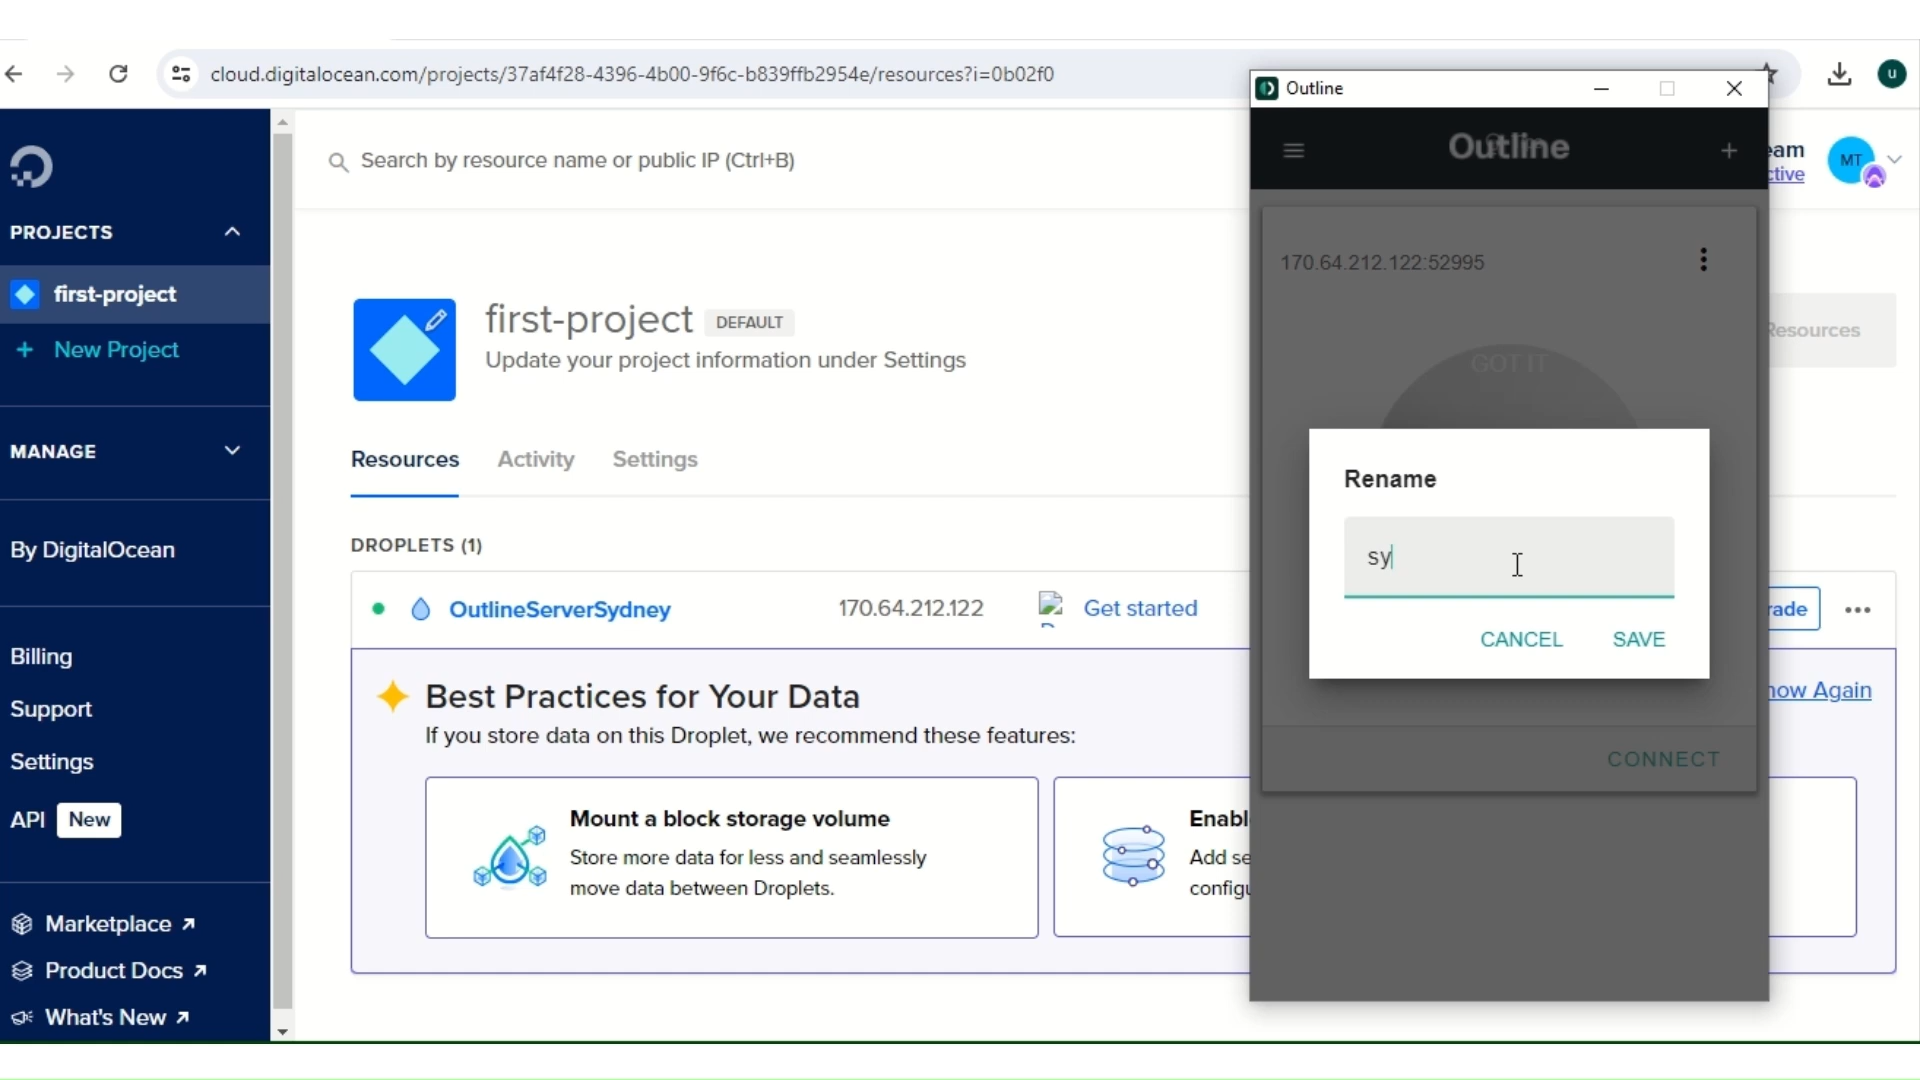 cloud.digitalocean.com/projects/37af4f28-4396-4b00-9f6c-b839ffb2954e/resources?i=0b02f0
u
PROJECTS
first-project
+ New Project
MANAGE
By DigitalOcean
Billing
Support
Settings
API New
Marketplace
Product Docs
What's New
Search by resource name or public IP (Ctrl+B)
eam
ctive
MT
first-project DEFAULT
Update your project information under Settings
Resources
Resources Activity Settings
DROPLETS (1)
OutlineServerSydney 170.64.212.122 Get started
rade
Best Practices for Your Data
now Again
If you store data on this Droplet, we recommend these features:
Mount a block storage volume
Store more data for less and seamlessly
move data between Droplets.
Enabl
Add se
configu
Outline
Outline
170.64.212.122:52995
GOT IT
Rename
sy
CANCEL SAVE
CONNECT